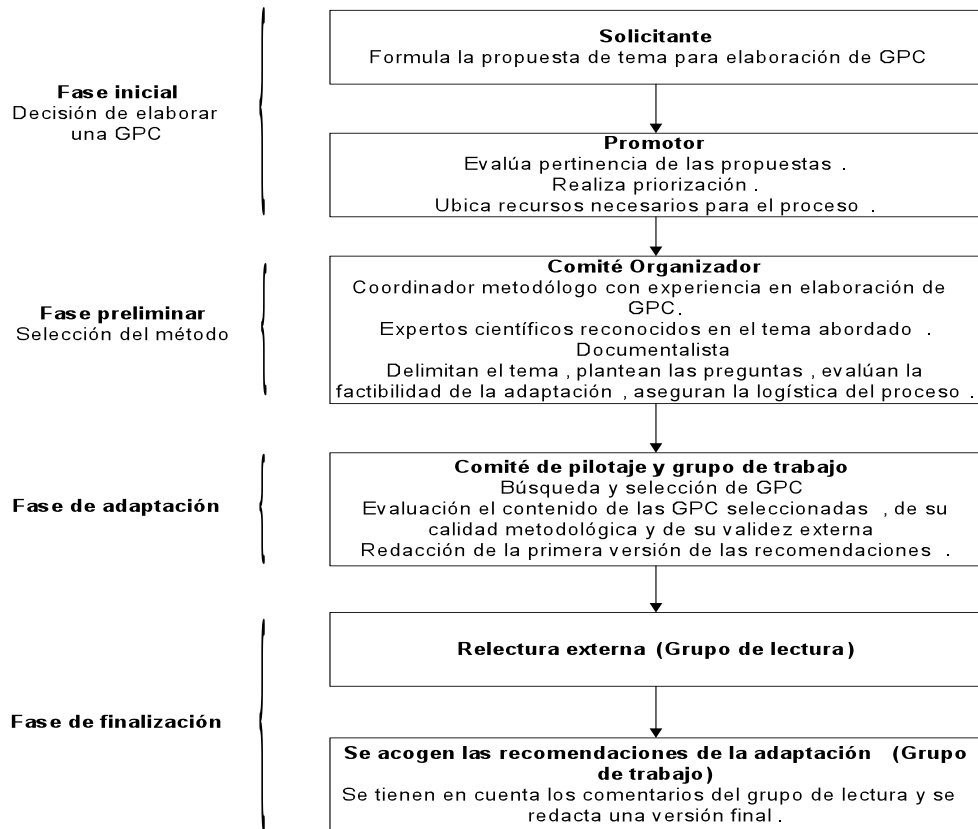 Solicitante
Formula la propuesta de tema para elaboración de GPC
Fase inicial
Decisión de elaborar
una GPC
Promotor
Evalúa pertinencia de las propuestas .
Realiza priorización .
Ubica recursos necesarios para el proceso .
Comité Organizador
Coordinador metodólogo con experiencia en elaboración de
GPC.
Expertos científicos reconocidos en el tema abordado .
Documentalista
Delimitan el tema , plantean las preguntas , evalúan la
factibilidad de la adaptación , aseguran la logística del proceso .
Fase preliminar
Selección del método
Comité de pilotaje y grupo de trabajo
Búsqueda y selección de GPC
Evaluación el contenido de las GPC seleccionadas , de su
calidad metodológica y de su validez externa
Redacción de la primera versión de las recomendaciones .
Fase de adaptación
Relectura externa (Grupo de lectura)
Fase de finalización
Se acogen las recomendaciones de la adaptación (Grupo
de trabajo)
Se tienen en cuenta los comentarios del grupo de lectura y se
redacta una versión final .